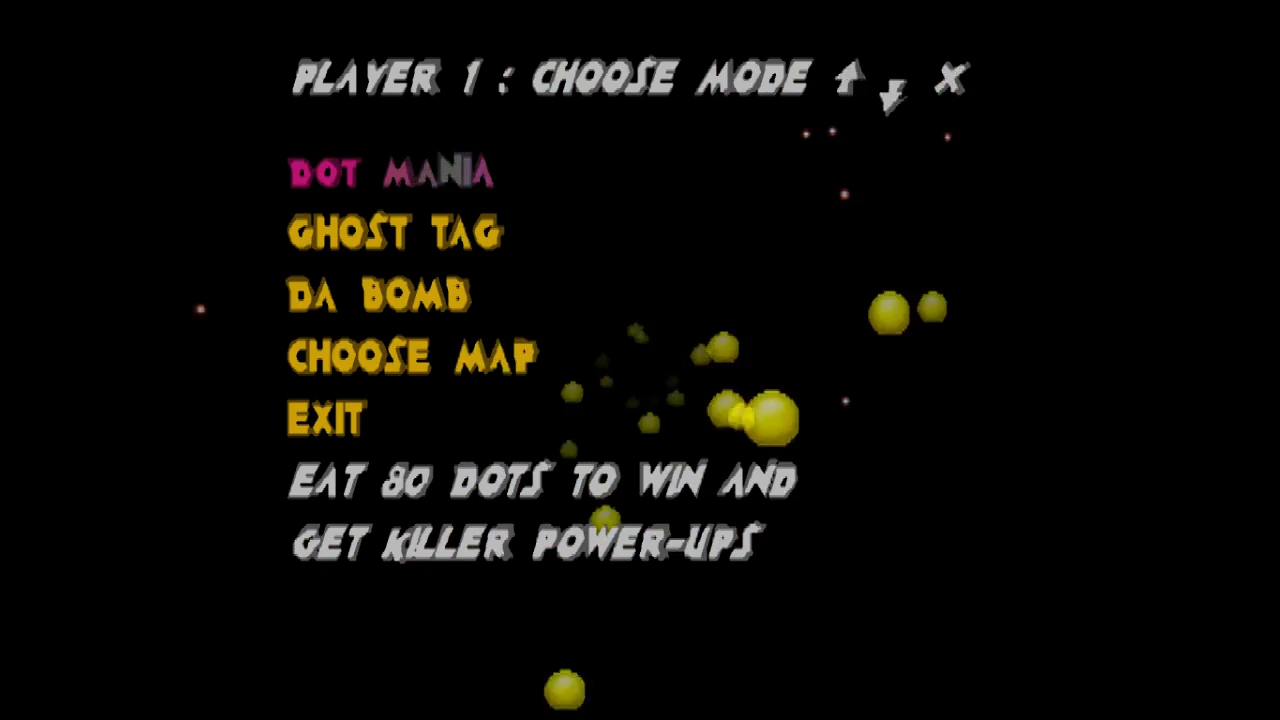 PLAYER 1 : CHOOSE MODE ↑ ↓ X
DOT MANIA
GHOST TAG
DA BOMB
CHOOSE MAP
EXIT
EAT 80 DOTS TO WIN AND
GET KILLER POWER-UPS